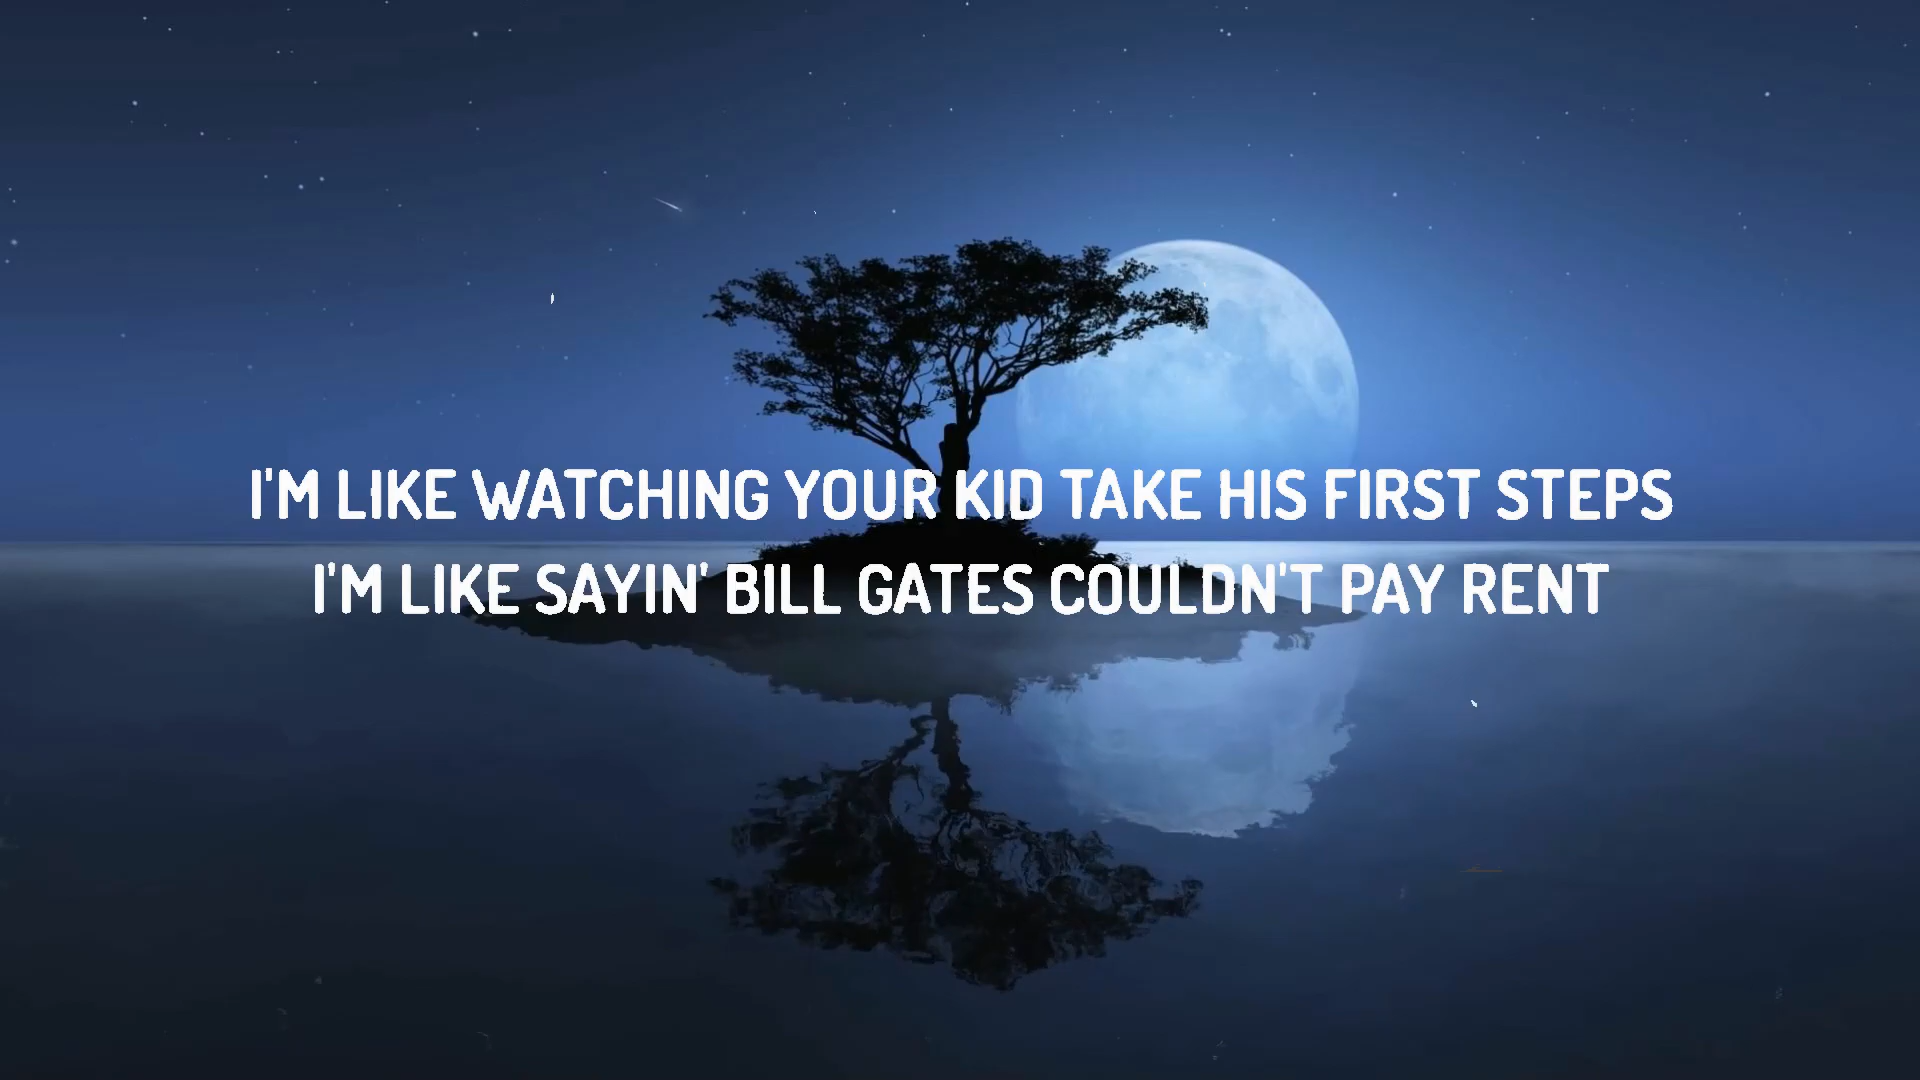 I'M LIKE WATCHING YOUR KID TAKE HIS FIRST STEPS
I'M LIKE SAYIN' BILL GATES COULDN'T PAY RENT